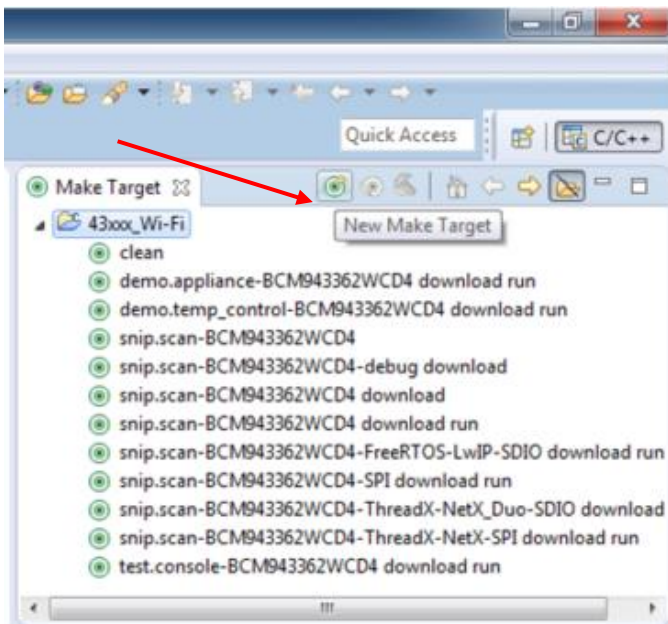 Quick Access
C/C++
Make Target
New Make Target
43xxx_Wi-Fi
clean
demo.appliance-BCM943362WCD4 download run
demo.temp_control-BCM943362WCD4 download run
snip.scan-BCM943362WCD4
snip.scan-BCM943362WCD4-debug download
snip.scan-BCM943362WCD4 download
snip.scan-BCM943362WCD4 download run
snip.scan-BCM943362WCD4-FreeRTOS-LwIP-SDIO download run
snip.scan-BCM943362WCD4-SPI download run
snip.scan-BCM943362WCD4-ThreadX-NetX_Duo-SDIO download
snip.scan-BCM943362WCD4-ThreadX-NetX-SPI download run
test.console-BCM943362WCD4 download run